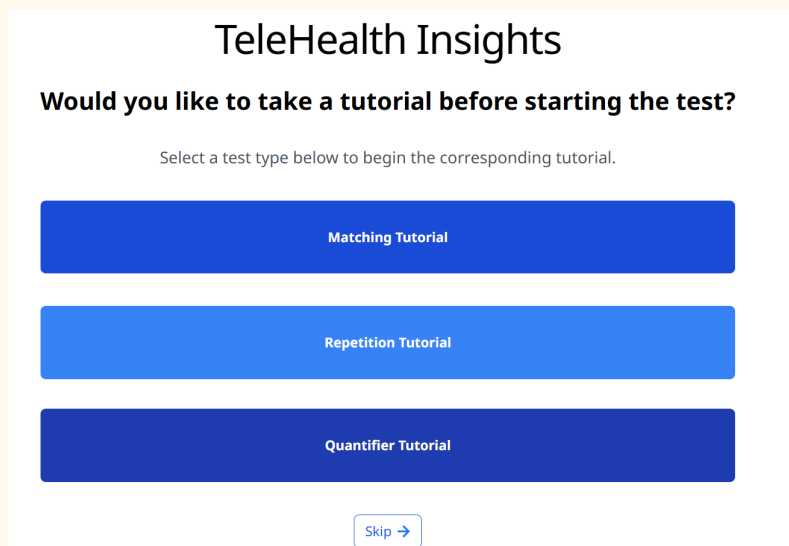 TeleHealth Insights
Would you like to take a tutorial before starting the test?
Select a test type below to begin the corresponding tutorial.
Matching Tutorial
Repetition Tutorial
Quantifier Tutorial
Skip →